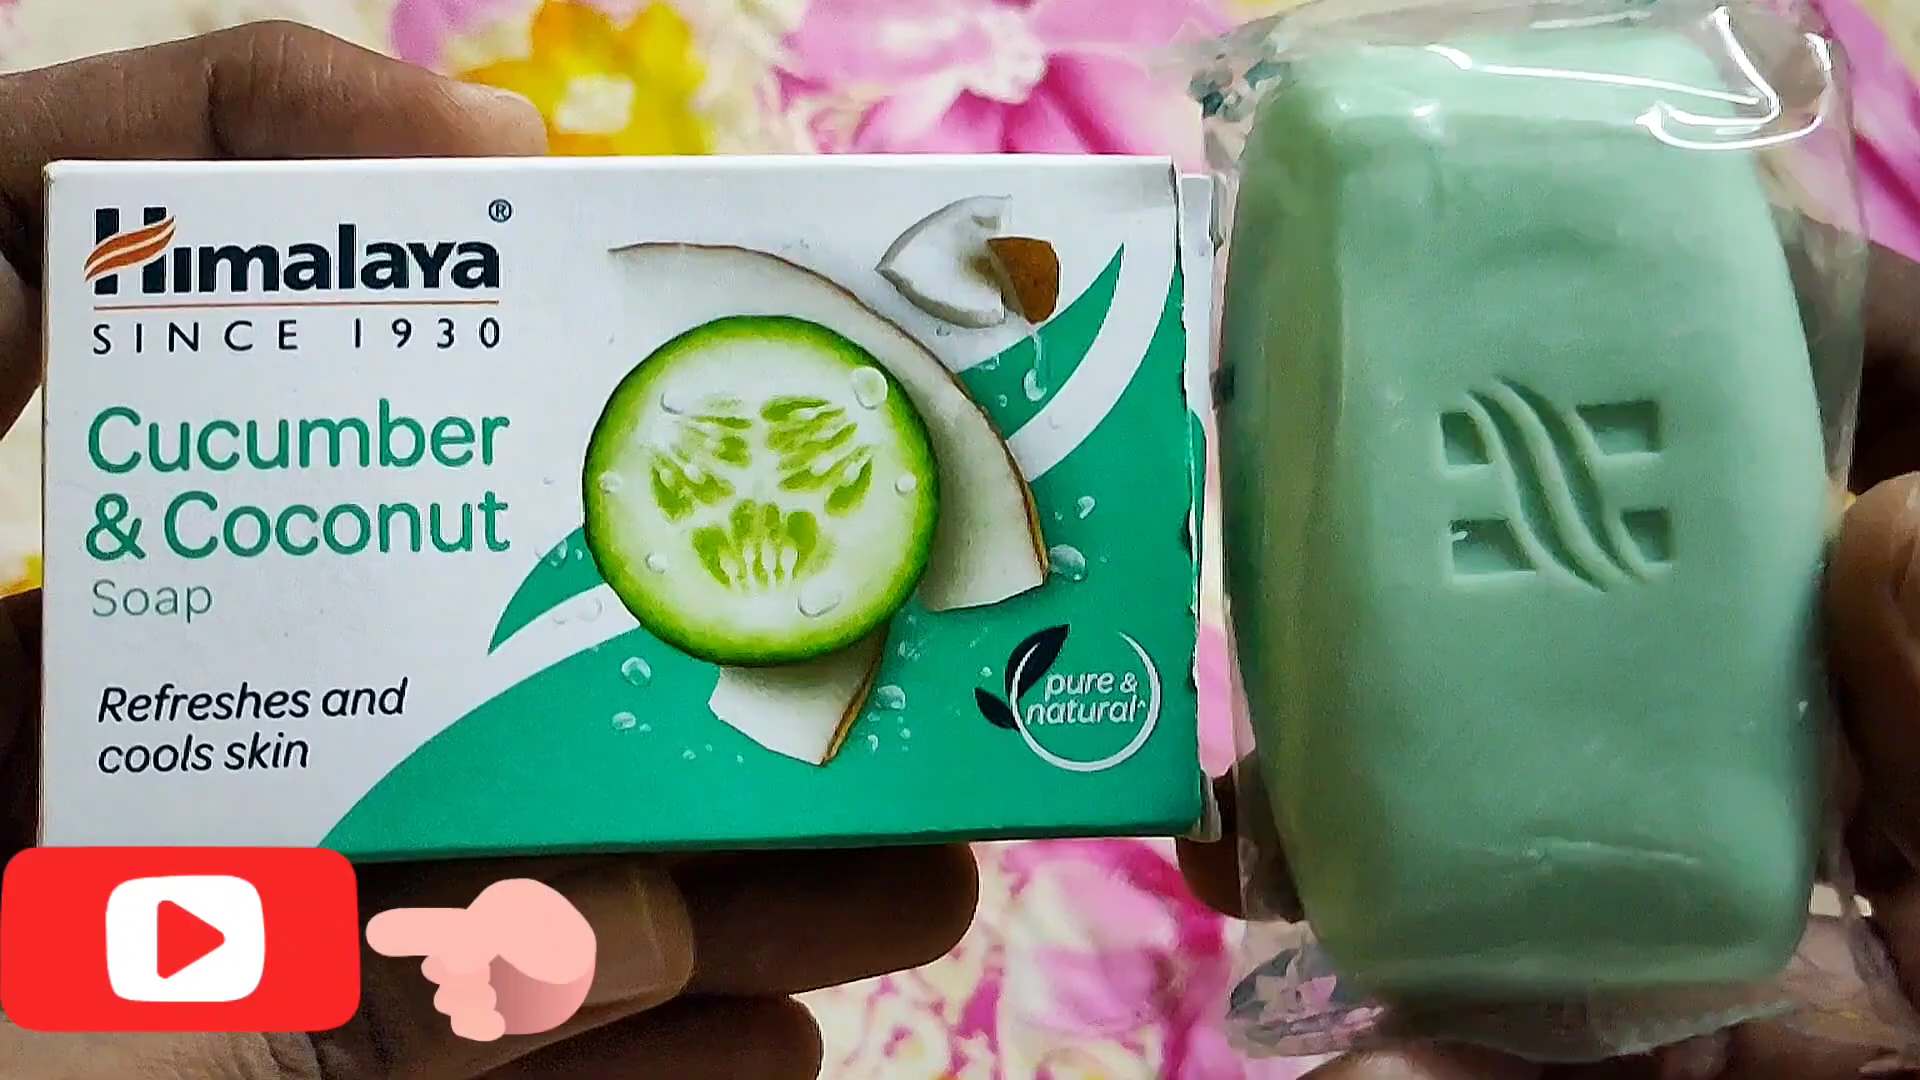 Himalaya®
SINCE 1930
Cucumber
& Coconut
Soap
Refreshes and
cools skin
pure &
natural^